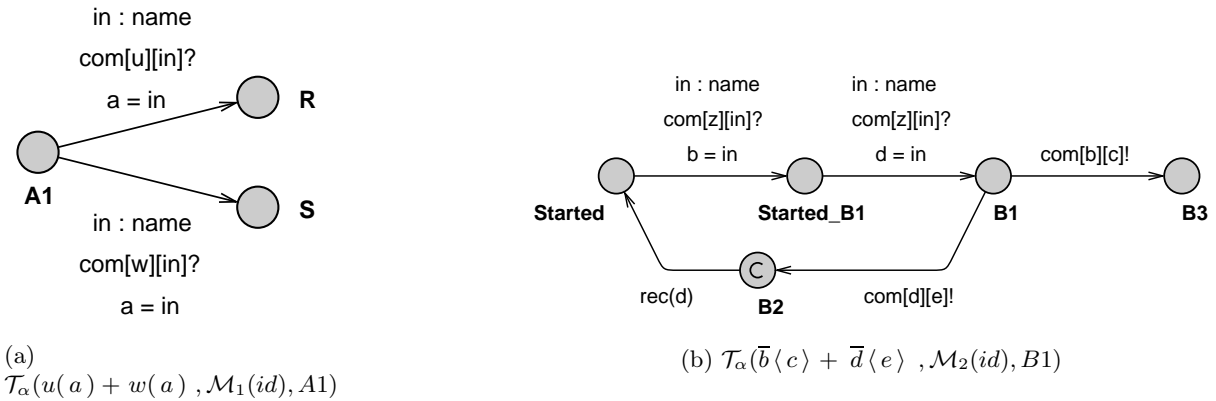 in : name
com[u][in]?
a = in
R
A1
S
in : name
com[w][in]?
a = in
(a)
𝒯α(u( a ) + w( a ) , ℳ1(id), A1)
in : name
com[z][in]?
b = in
in : name
com[z][in]?
d = in
com[b][c]!
Started
Started_B1
B1
B3
C
rec(d)
B2
com[d][e]!
(b) 𝒯α(b̅ ⟨ c ⟩ + d̅ ⟨ e ⟩ , ℳ2(id), B1)